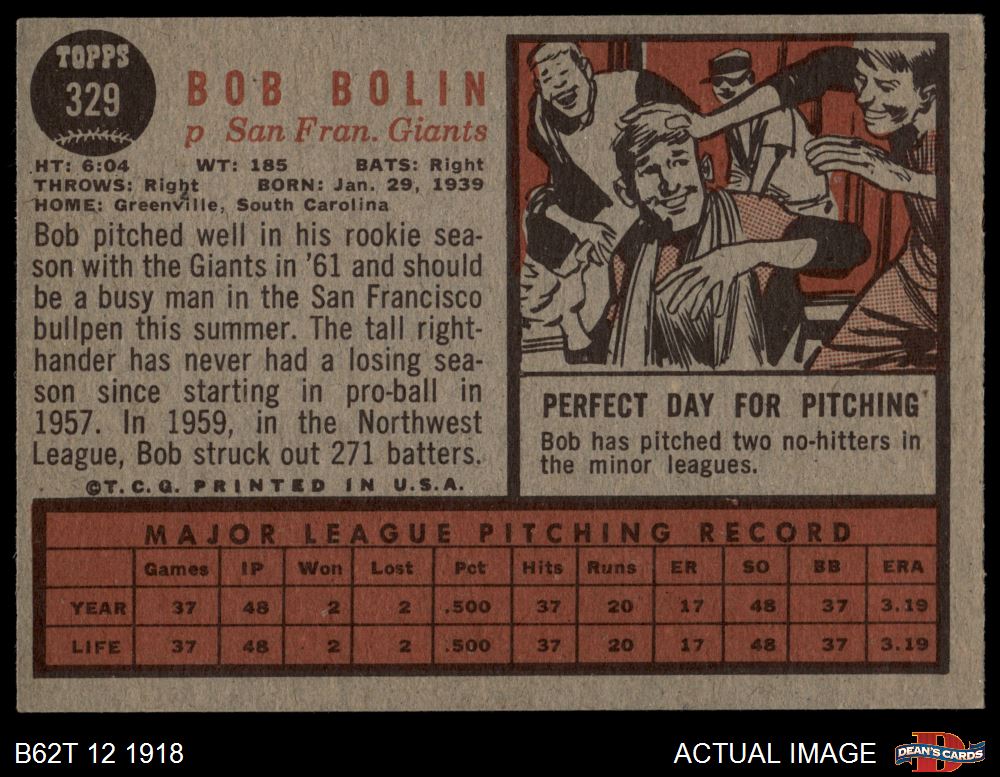 TOPPS
329
BOB BOLIN
p San Fran. Giants
HT: 6:04 WT: 185 BATS: Right
THROWS: Right BORN: Jan. 29, 1939
HOME: Greenville, South Carolina
Bob pitched well in his rookie sea-
son with the Giants in '61 and should
be a busy man in the San Francisco
bullpen this summer. The tall right-
hander has never had a losing sea-
son since starting in pro-ball in
1957. In 1959, in the Northwest
League, Bob struck out 271 batters.
©T.C.G. PRINTED IN U.S.A.
PERFECT DAY FOR PITCHING
Bob has pitched two no-hitters in
the minor leagues.
MAJOR LEAGUE PITCHING RECORD
Games IP Won Lost Pct Hits Runs ER SO BB ERA
YEAR 37 48 2 2 .500 37 20 17 48 37 3.19
LIFE 37 48 2 2 .500 37 20 17 48 37 3.19
B62T 12 1918
ACTUAL IMAGE
D
DEAN'S CARDS